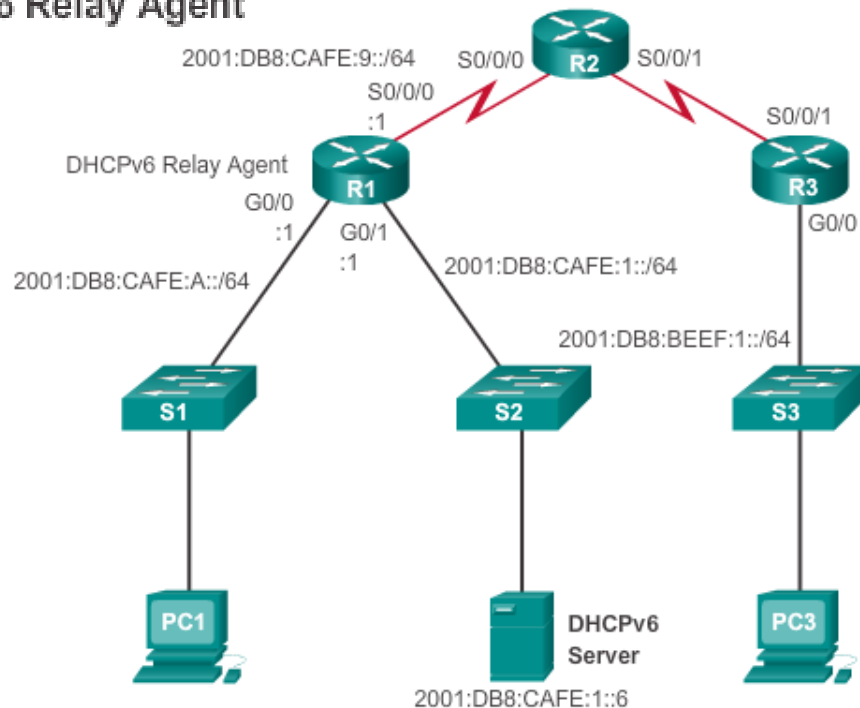 6 Relay Agent
2001:DB8:CAFE:9::/64
S0/0/0
R2
S0/0/1
S0/0/0
:1
S0/0/1
DHCPv6 Relay Agent
R1
R3
G0/0
:1
G0/1
:1
G0/0
2001:DB8:CAFE:A::/64
2001:DB8:CAFE:1::/64
2001:DB8:BEEF:1::/64
S1
S2
S3
PC1
DHCPv6
Server
PC3
2001:DB8:CAFE:1::6